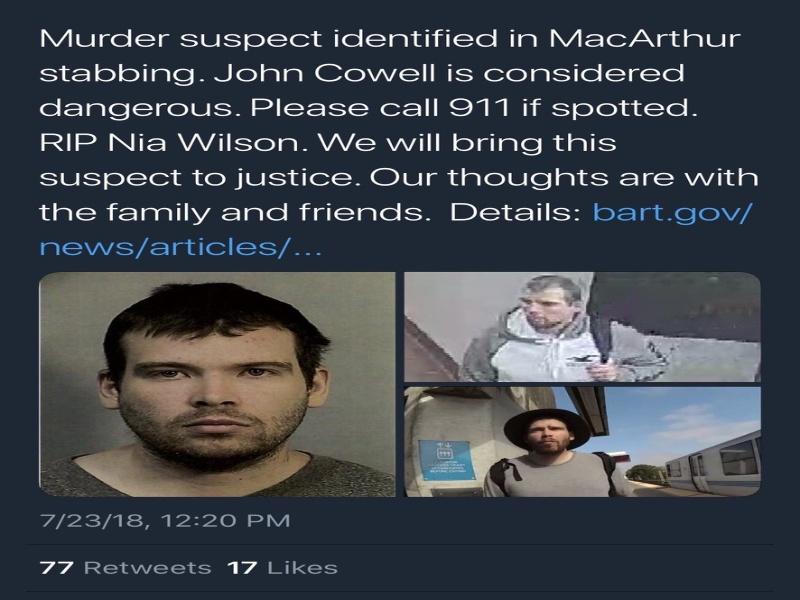 Murder suspect identified in MacArthur
stabbing. John Cowell is considered
dangerous. Please call 911 if spotted.
RIP Nia Wilson. We will bring this
suspect to justice. Our thoughts are with
the family and friends.  Details: bart.gov/
news/articles/...
7/23/18, 12:20 PM
77 Retweets 17 Likes